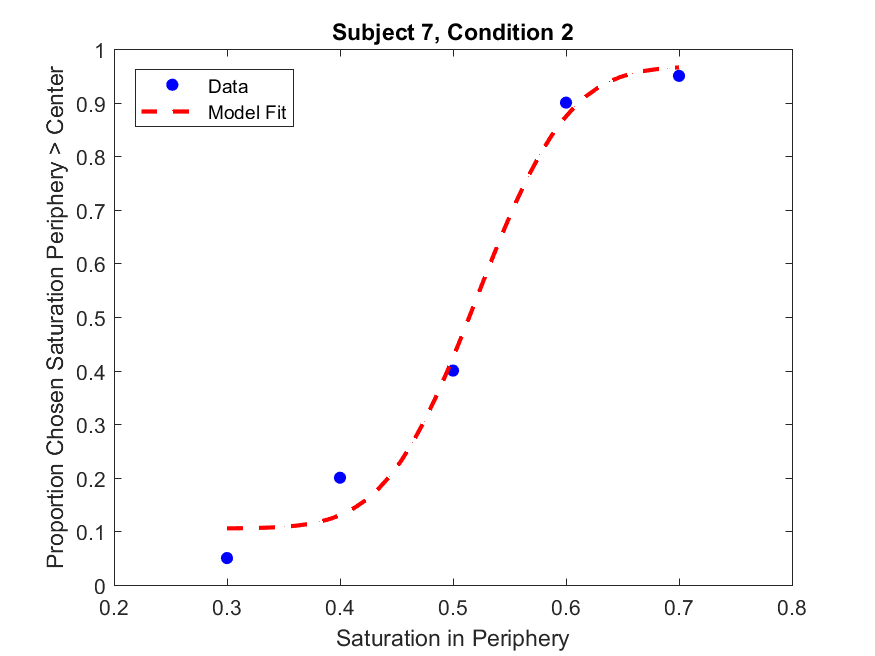 Subject 7, Condition 2
Data
Model Fit
Proportion Chosen Saturation Periphery > Center
1
0.9
0.8
0.7
0.6
0.5
0.4
0.3
0.2
0.1
0
0.2 0.3 0.4 0.5 0.6 0.7 0.8
Saturation in Periphery